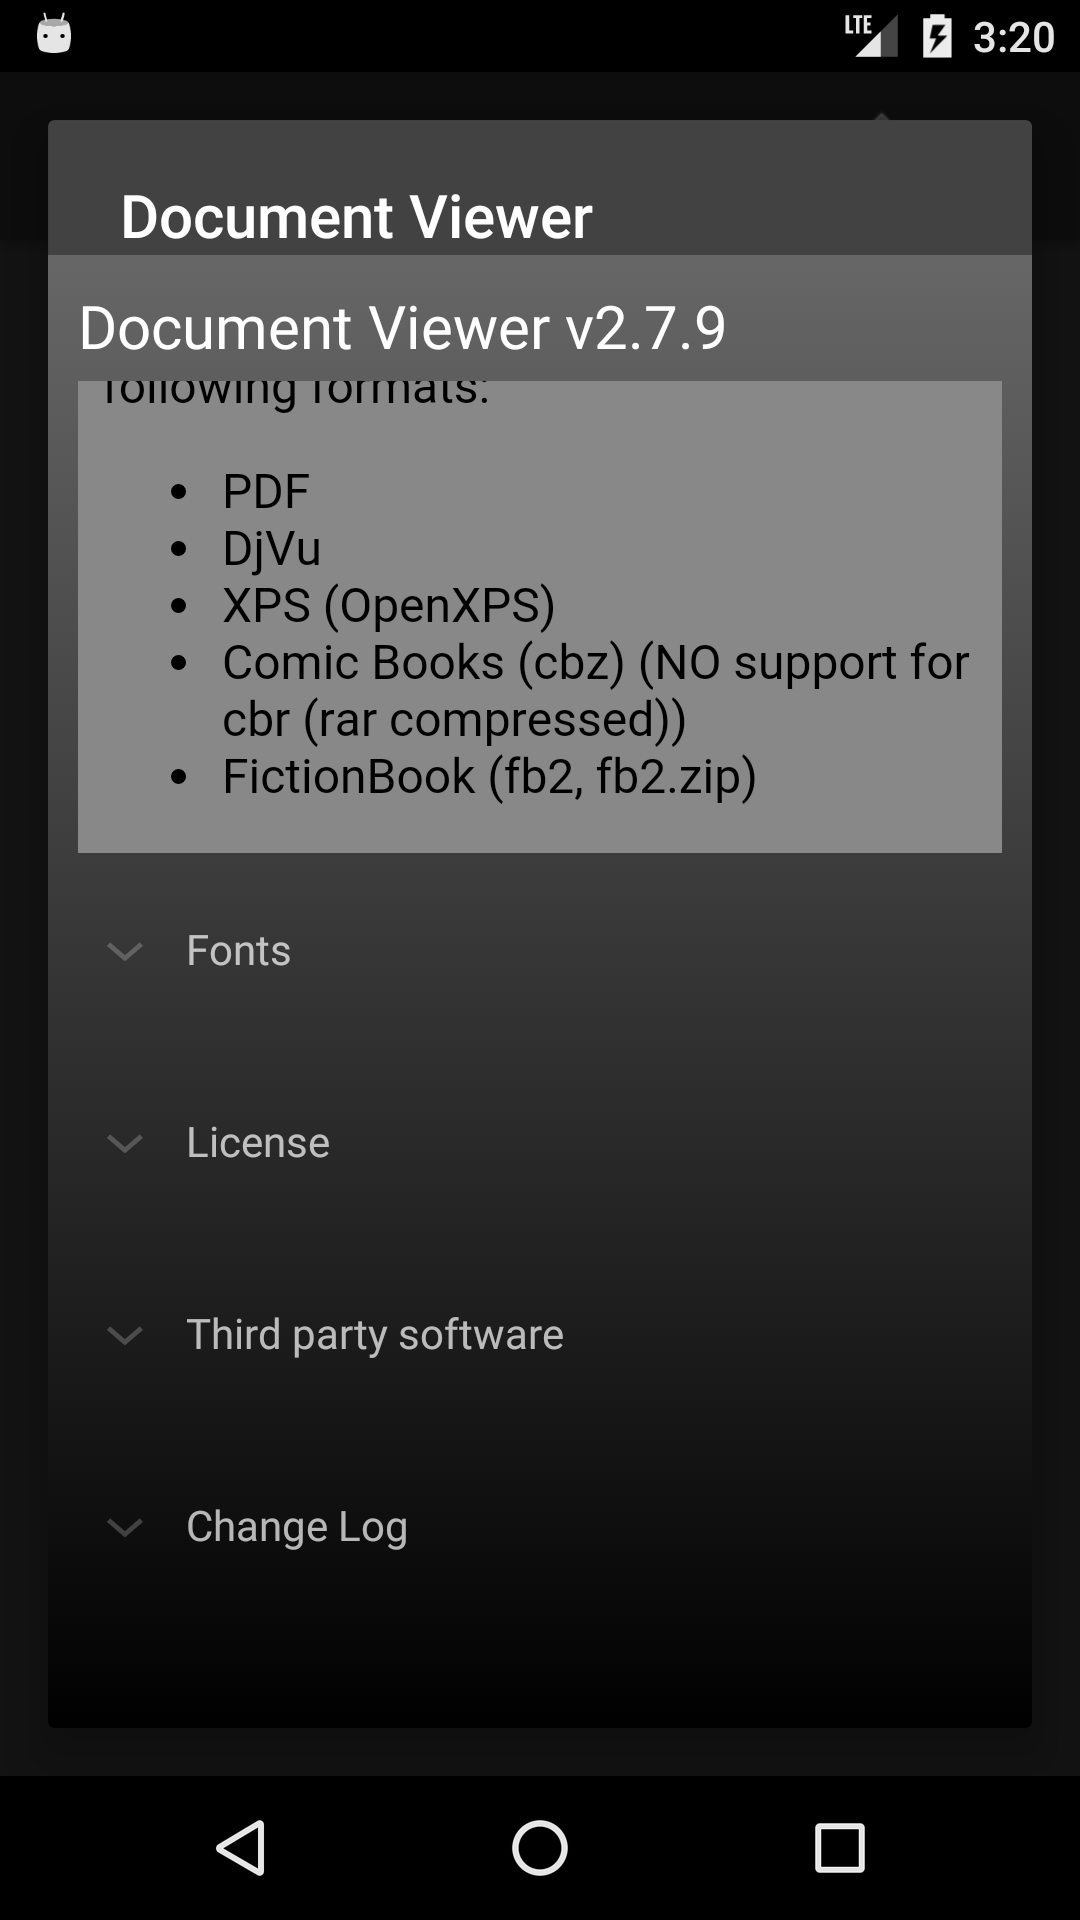 LTE 3:20
Document Viewer
Document Viewer v2.7.9
following formats:
• PDF
• DjVu
• XPS (OpenXPS)
• Comic Books (cbz) (NO support for
cbr (rar compressed))
• FictionBook (fb2, fb2.zip)
Fonts
License
Third party software
Change Log